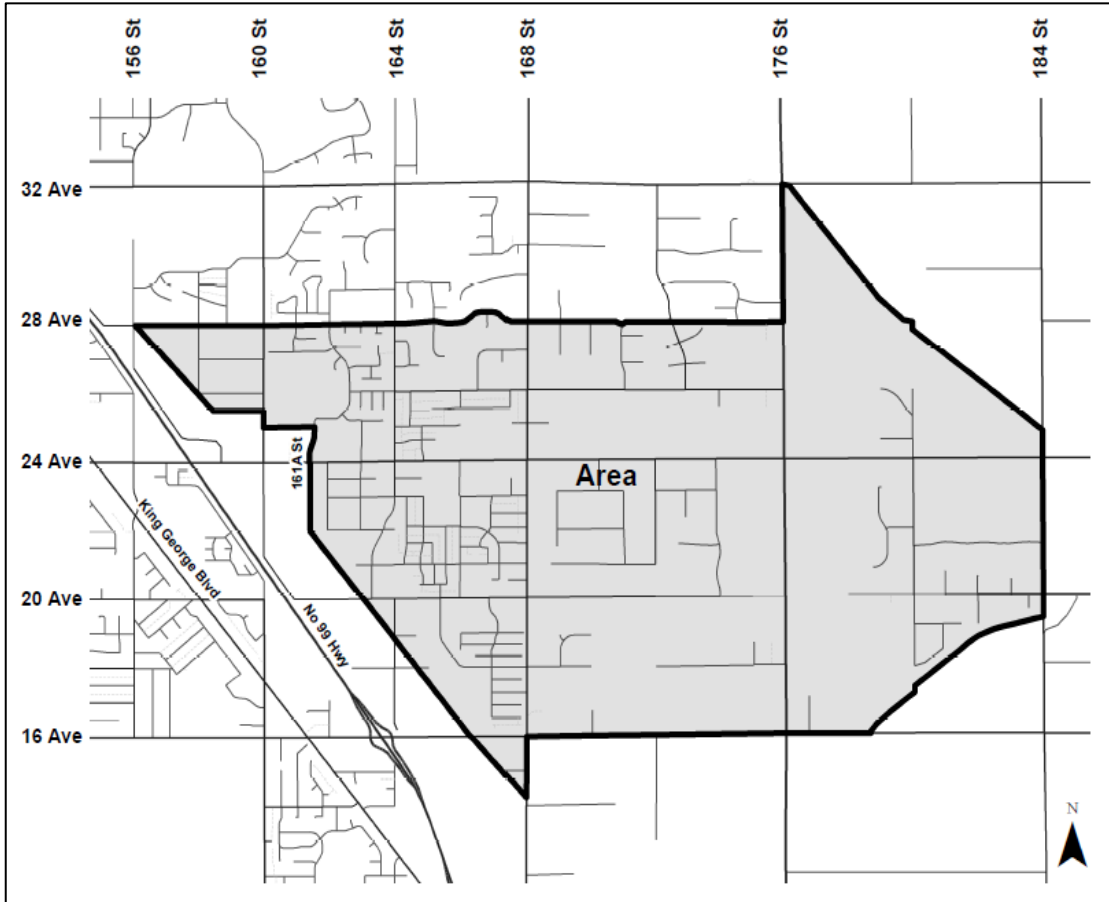 156 St
160 St
164 St
168 St
176 St
184 St
32 Ave
28 Ave
24 Ave
161A St
Area
King George Blvd
20 Ave
No 99 Hwy
16 Ave
N